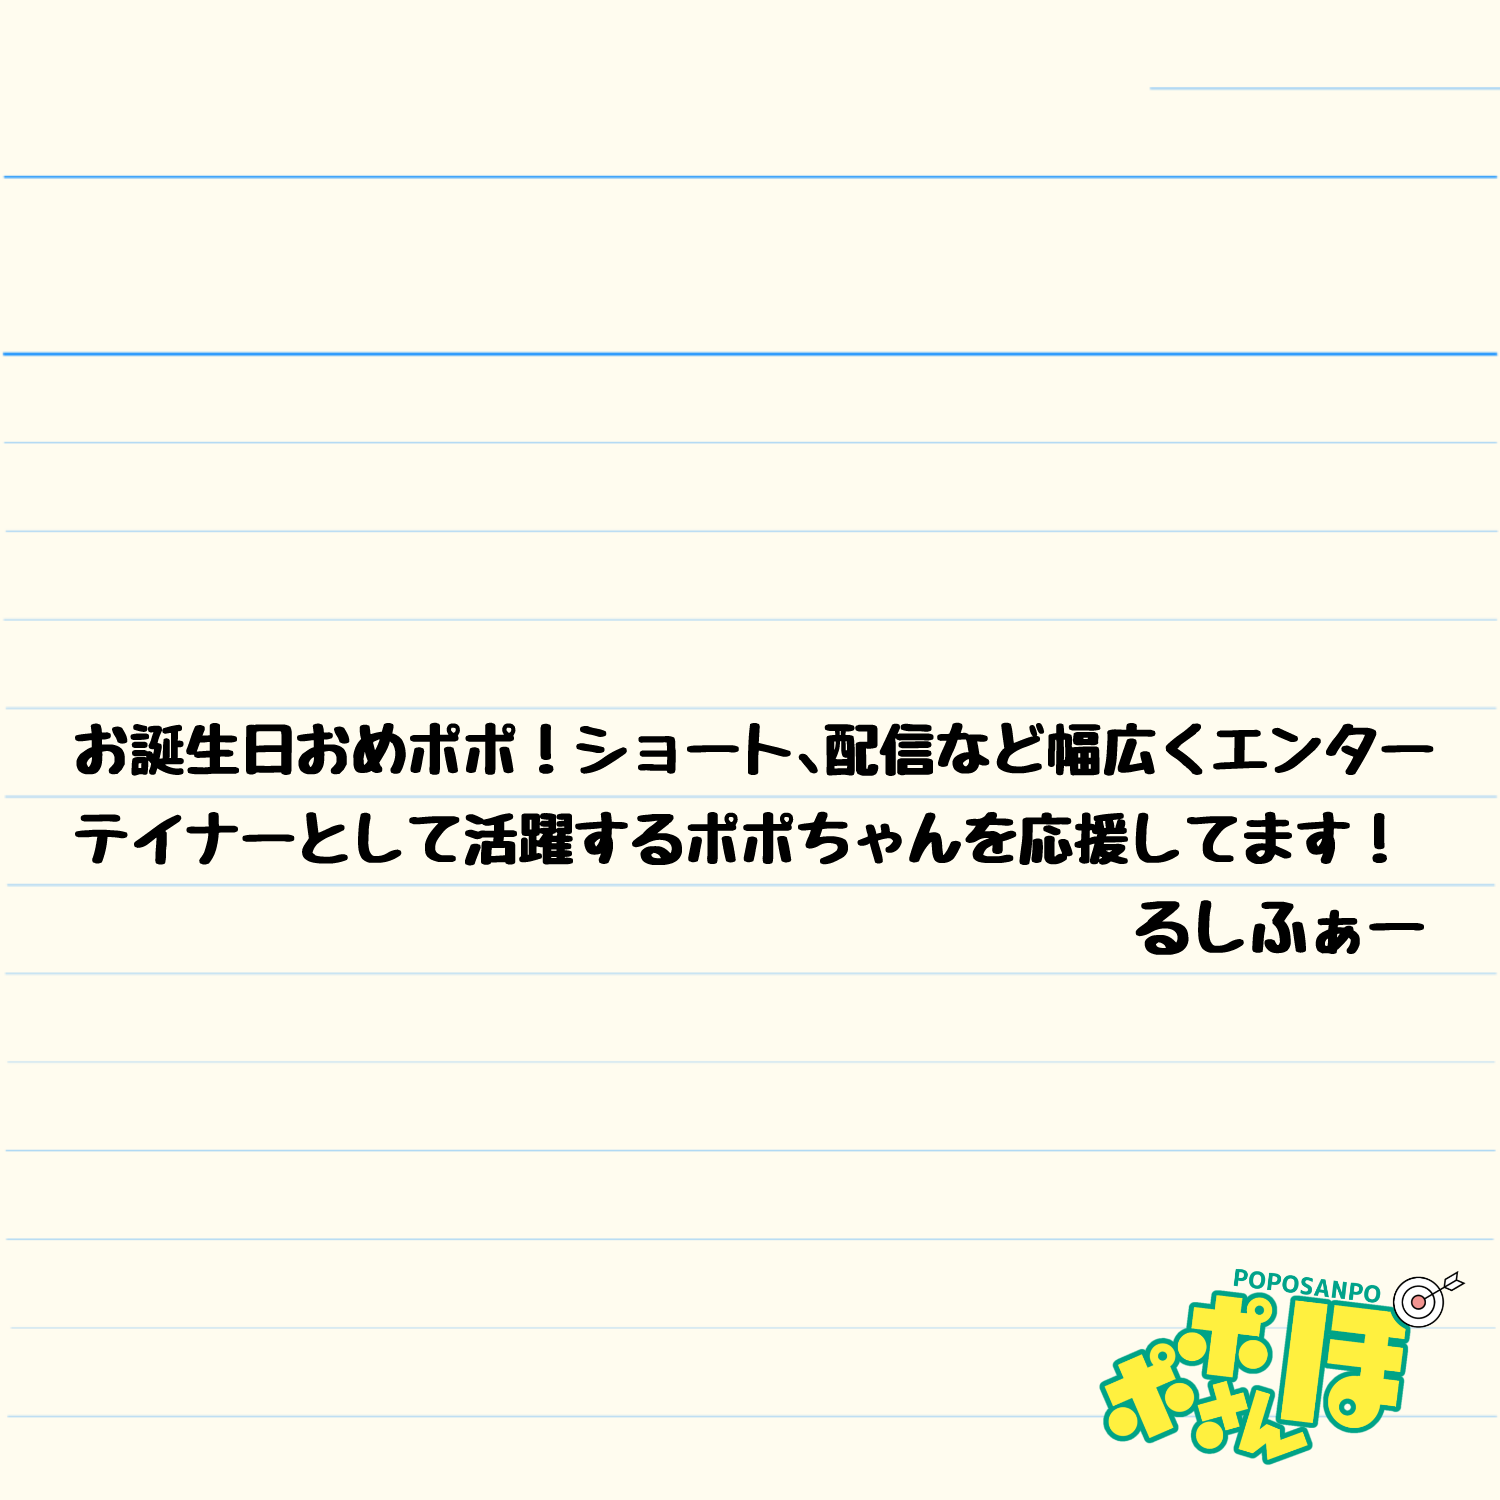 お誕生日おめポポ！ショート、配信など幅広くエンター
テイナーとして活躍するポポちゃんを応援してます！
るしふぁー
POPOSANPO
ポポさんぽ